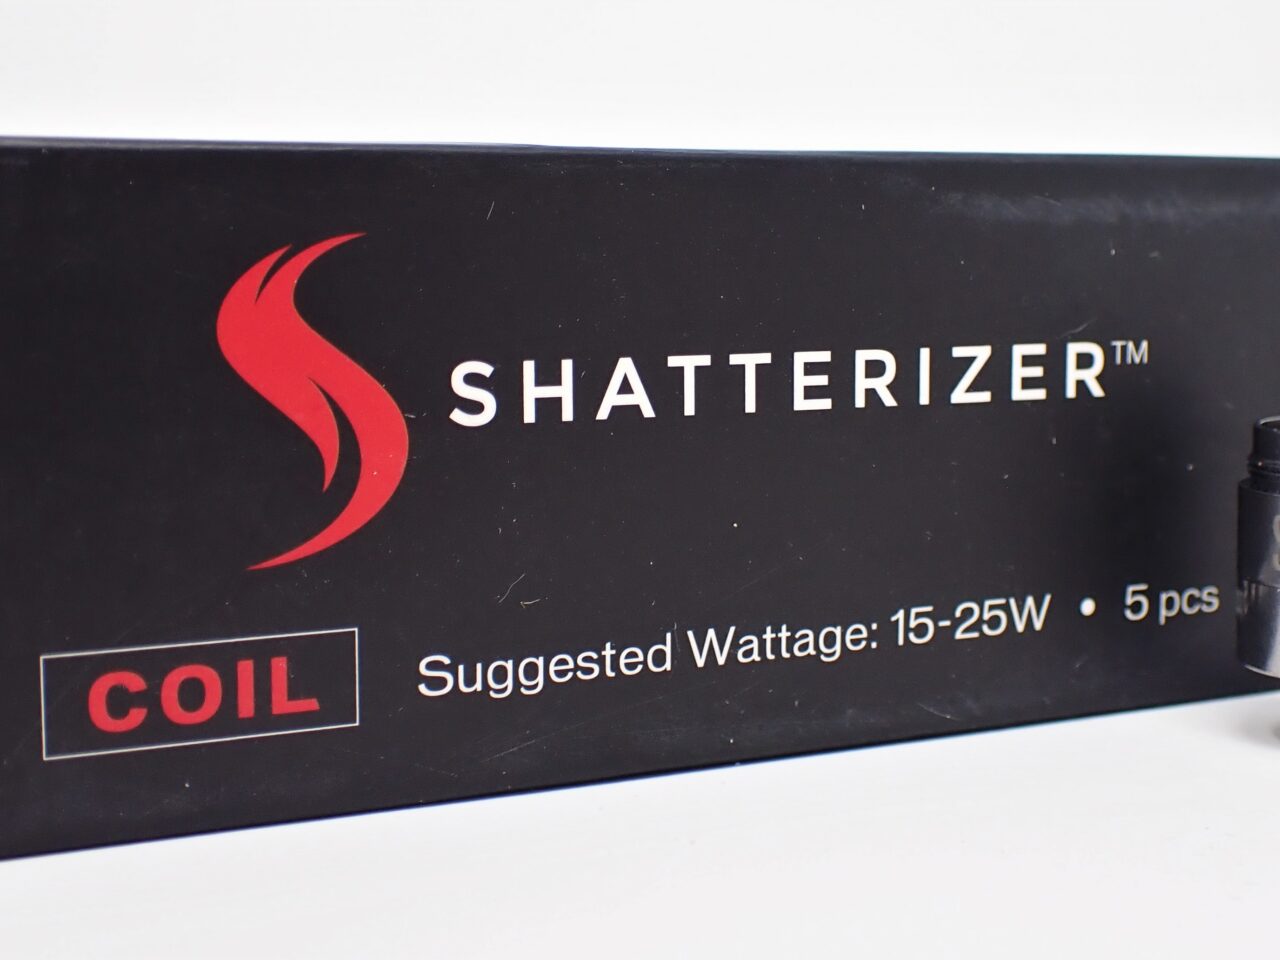 SHATTERIZER™
COIL
Suggested Wattage: 15-25W • 5 pcs